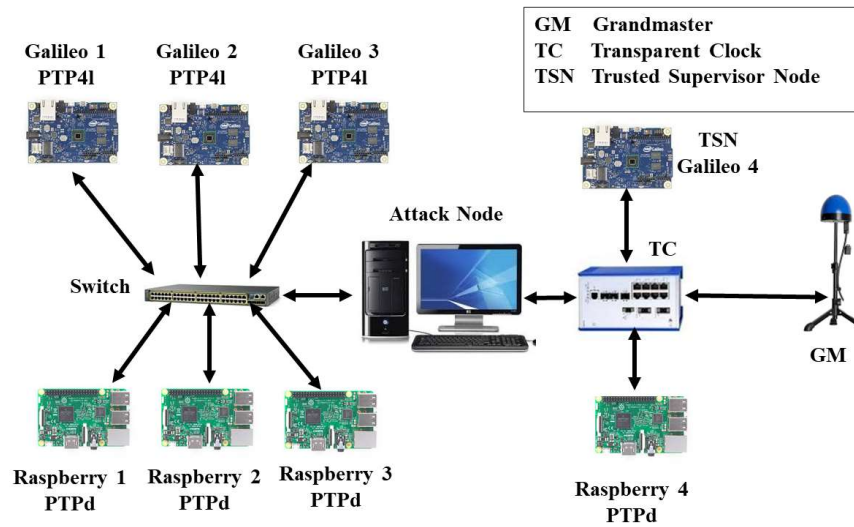 GM Grandmaster
TC Transparent Clock
TSN Trusted Supervisor Node
Galileo 1
PTP4l
Galileo 2
PTP4l
Galileo 3
PTP4l
TSN
Galileo 4
Attack Node
TC
Switch
GM
Raspberry 1
PTPd
Raspberry 2
PTPd
Raspberry 3
PTPd
Raspberry 4
PTPd